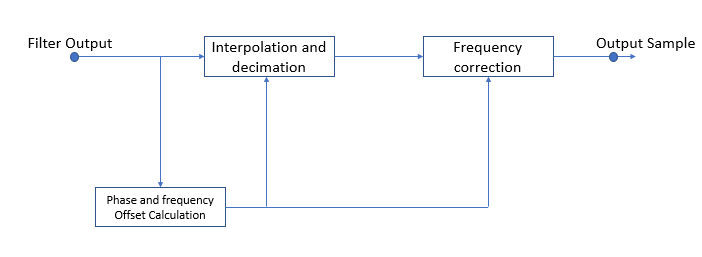 Filter Output
Interpolation and
decimation
Frequency
correction
Output Sample
Phase and frequency
Offset Calculation